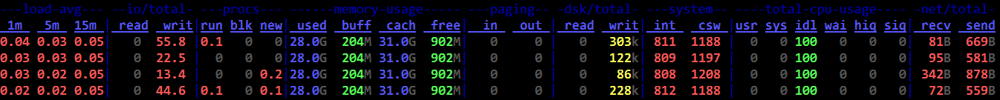 ---load-avg--- --io/total- ---procs--- ------memory-usage----- ---paging-- -dsk/total- ---system-- ----total-cpu-usage---- -net/total-
1m 5m 15m | read writ|run blk new| used buff cach free| in out | read writ| int csw |usr sys idl wai hiq siq| recv send
0.04 0.03 0.05| 0 55.8 |0.1 0 0|28.0G 204M 31.0G 902M| 0 0 | 0 303k| 811 1188 | 0 0 100 0 0 0| 81B 669B
0.03 0.03 0.05| 0 22.5 | 0 0 0|28.0G 204M 31.0G 902M| 0 0 | 0 122k| 809 1197 | 0 0 100 0 0 0| 95B 581B
0.03 0.02 0.05| 0 13.4 | 0 0 0.2|28.0G 204M 31.0G 902M| 0 0 | 0 86k| 808 1208 | 0 0 100 0 0 0| 342B 878B
0.02 0.02 0.05| 0 44.6 |0.1 0 0.1|28.0G 204M 31.0G 902M| 0 0 | 0 228k| 812 1188 | 0 0 100 0 0 0| 72B 559B